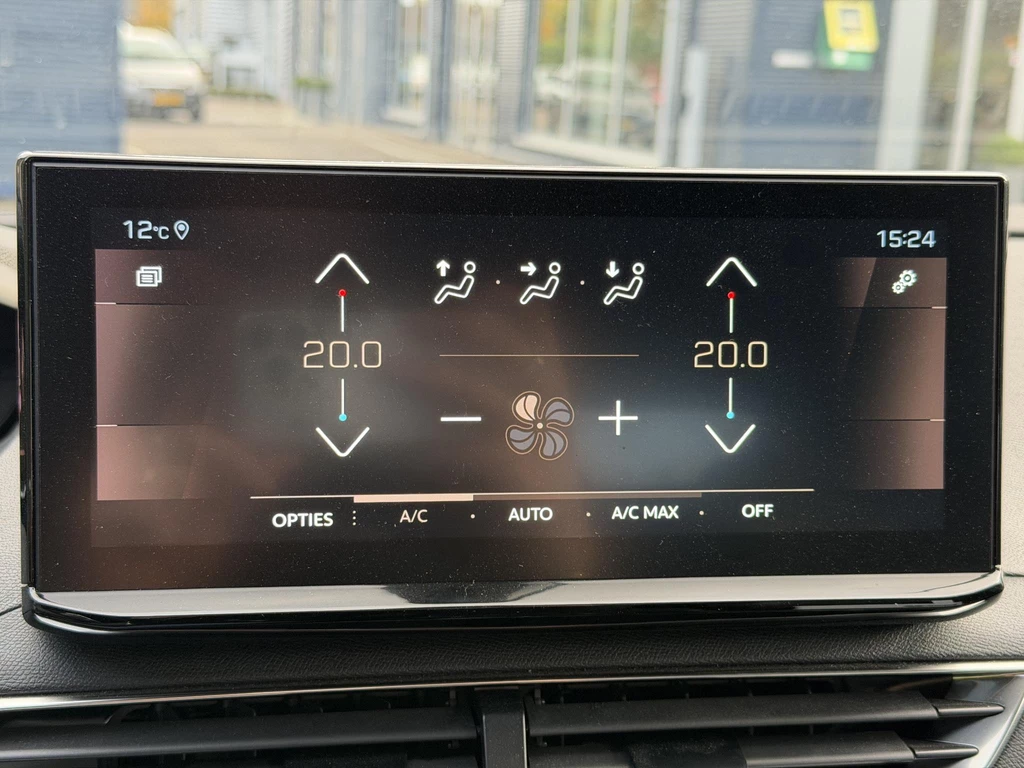 12°C
15:24
20.0
20.0
OPTIES A/C AUTO A/C MAX OFF